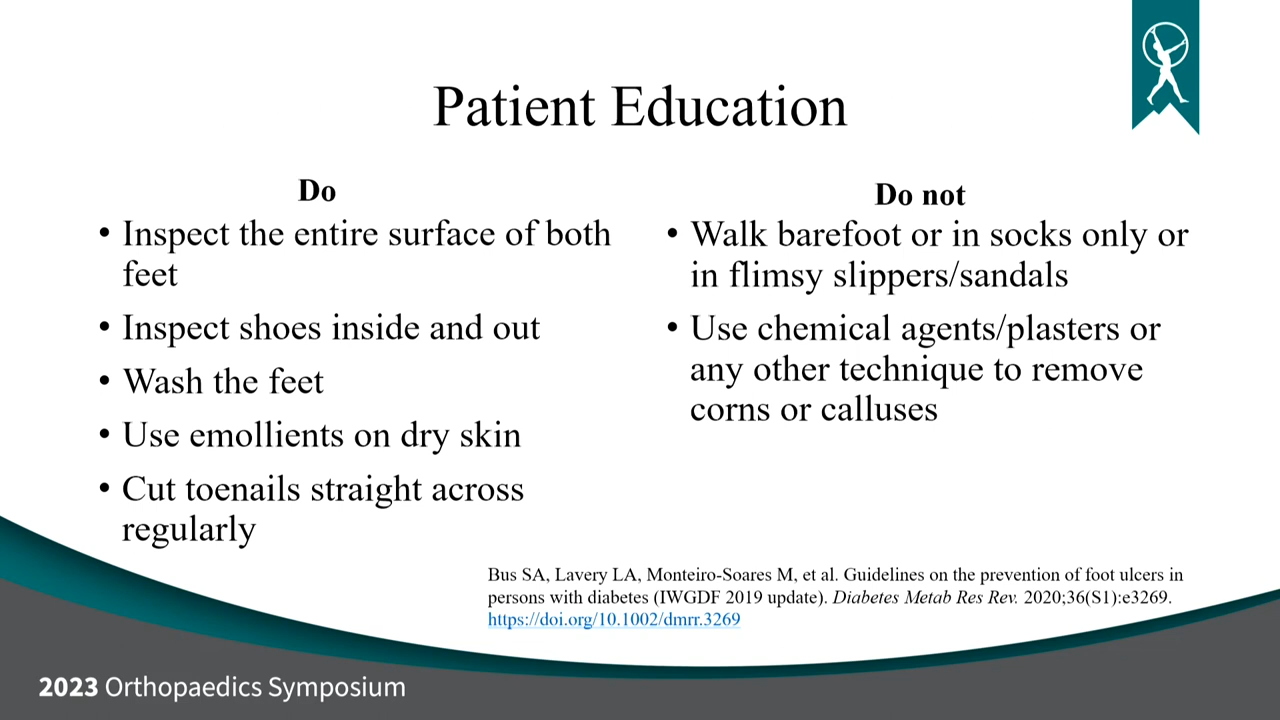 Patient Education
Do
• Inspect the entire surface of both
feet
• Inspect shoes inside and out
• Wash the feet
• Use emollients on dry skin
• Cut toenails straight across
regularly
Do not
• Walk barefoot or in socks only or
in flimsy slippers/sandals
• Use chemical agents/plasters or
any other technique to remove
corns or calluses
Bus SA, Lavery LA, Monteiro-Soares M, et al. Guidelines on the prevention of foot ulcers in
persons with diabetes (IWGDF 2019 update). Diabetes Metab Res Rev. 2020;36(S1):e3269.
https://doi.org/10.1002/dmrr.3269
2023 Orthopaedics Symposium